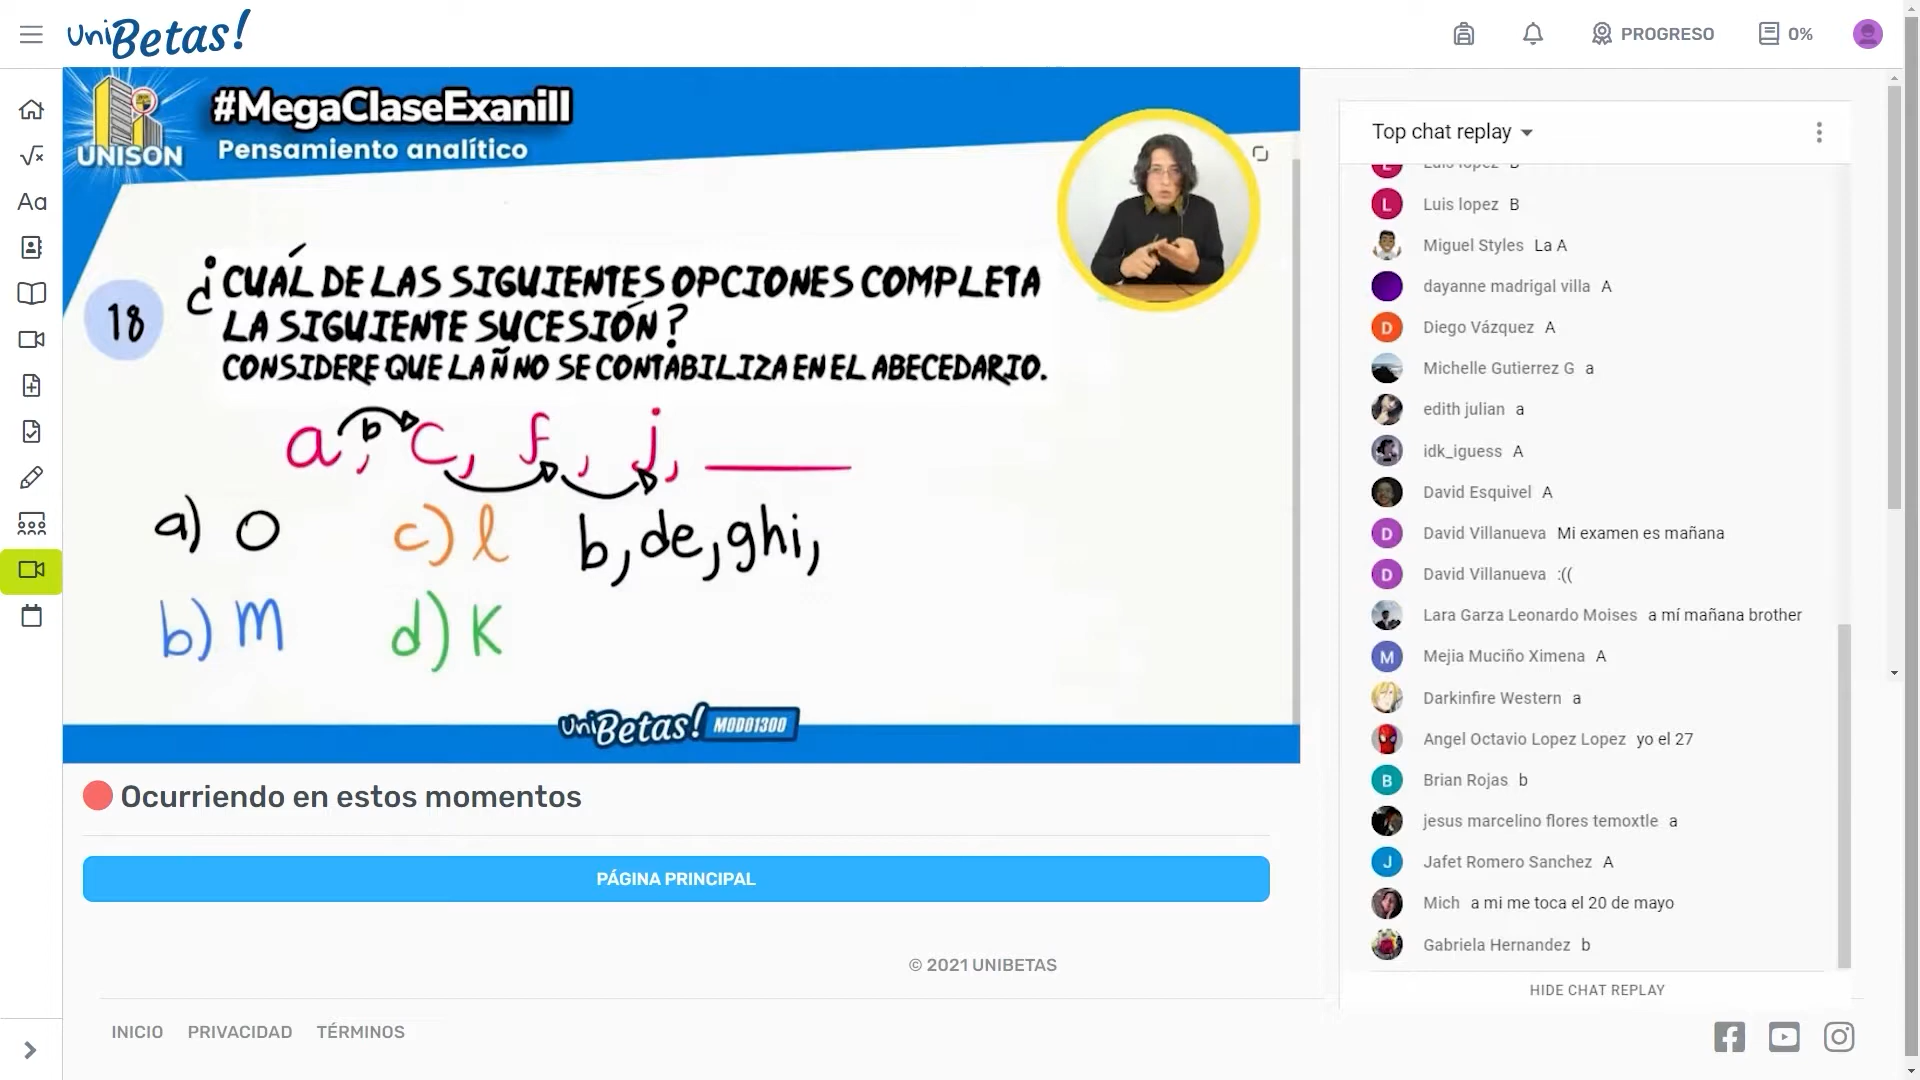 UniBetas!
PROGRESO
0%
UNISON
#MegaClaseExaniII
Pensamiento analítico
18
¿CUÁL DE LAS SIGUIENTES OPCIONES COMPLETA
LA SIGUIENTE SUCESIÓN?
CONSIDERE QUE LA Ñ NO SE CONTABILIZA EN EL ABECEDARIO.
a, b c, f, j, ______
a) o c) l b, de, ghi,
b) m d) k
UniBetas! MODO1300
Ocurriendo en estos momentos
PÁGINA PRINCIPAL
© 2021 UNIBETAS
INICIO PRIVACIDAD TÉRMINOS
Top chat replay
Luis lopez B
Luis lopez B
Miguel Styles La A
dayanne madrigal villa A
Diego Vázquez A
Michelle Gutierrez G a
edith julian a
idk_iguess A
David Esquivel A
David Villanueva Mi examen es mañana
David Villanueva :((
Lara Garza Leonardo Moises a mí mañana brother
Mejia Muciño Ximena A
Darkinfire Western a
Angel Octavio Lopez Lopez yo el 27
Brian Rojas b
jesus marcelino flores temoxtle a
Jafet Romero Sanchez A
Mich a mi me toca el 20 de mayo
Gabriela Hernandez b
HIDE CHAT REPLAY